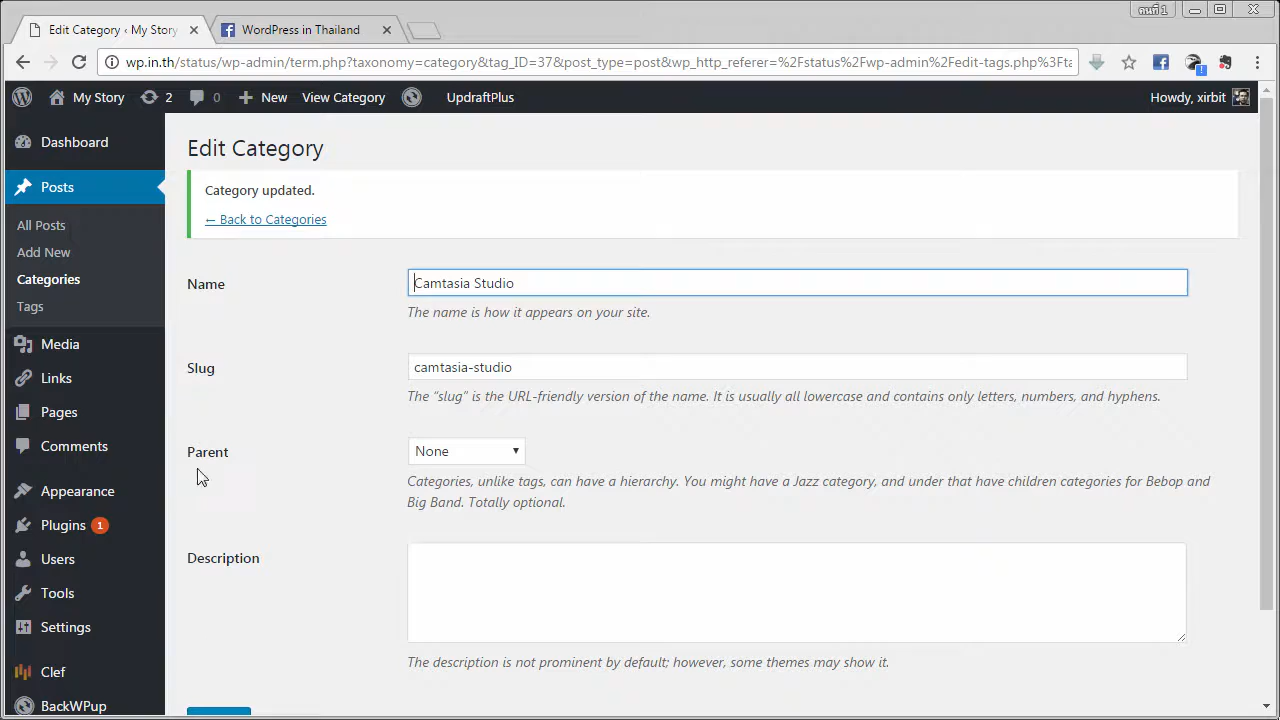 คนที่ 1
Edit Category ‹ My Story
WordPress in Thailand
wp.in.th/status/wp-admin/term.php?taxonomy=category&tag_ID=37&post_type=post&wp_http_referer=%2Fstatus%2Fwp-admin%2Fedit-tags.php%3Fta
My Story
2
0
New
View Category
UpdraftPlus
Howdy, xirbit
Dashboard
Posts
All Posts
Add New
Categories
Tags
Media
Links
Pages
Comments
Appearance
Plugins 1
Users
Tools
Settings
Clef
BackWPup
Edit Category
Category updated.
← Back to Categories
Name
Camtasia Studio
The name is how it appears on your site.
Slug
camtasia-studio
The “slug” is the URL-friendly version of the name. It is usually all lowercase and contains only letters, numbers, and hyphens.
Parent
None
Categories, unlike tags, can have a hierarchy. You might have a Jazz category, and under that have children categories for Bebop and
Big Band. Totally optional.
Description
The description is not prominent by default; however, some themes may show it.